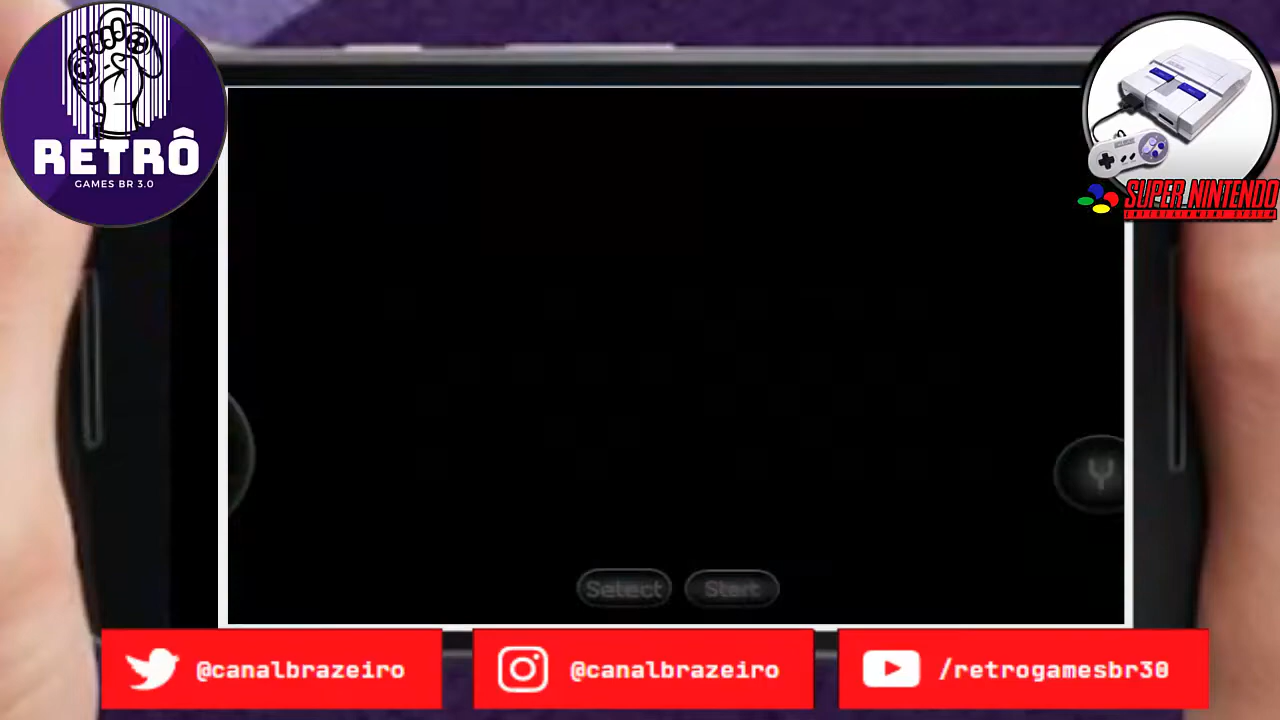 RETRÔ
GAMES BR 3.0
SUPER NINTENDO
ENTERTAINMENT SYSTEM
Y
Select
Start
@canalbrazeiro
@canalbrazeiro
/retrogamesbr30